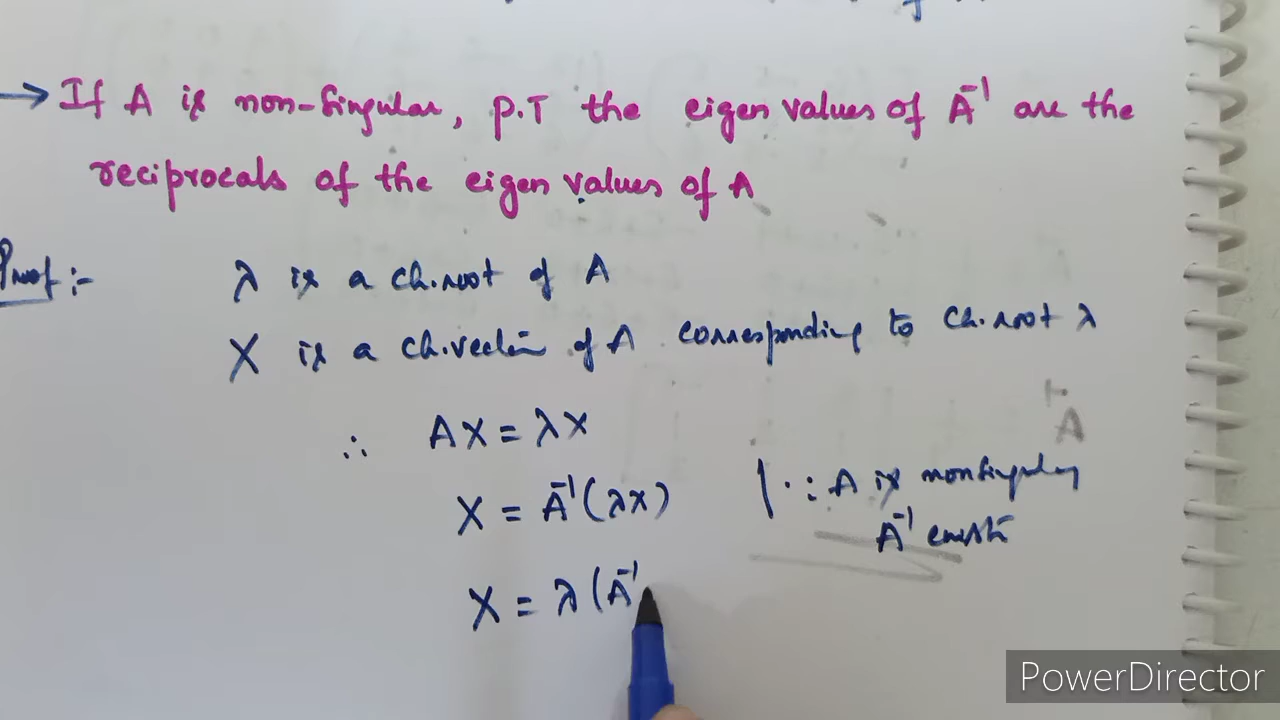 → If A is non-singular, P.T the eigen values of A⁻¹ are the
reciprocals of the eigen values of A
Proof :-
λ is a ch.root of A
X is a ch.vector of A corresponding to ch.root λ
∴ AX = λX
X = A⁻¹(λX) | ∵ A is nonsingular
A⁻¹ exists
X = λ(A⁻¹
PowerDirector